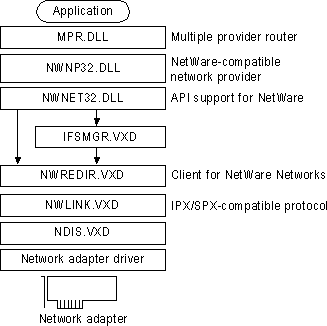 Application
MPR.DLL Multiple provider router
NWNP32.DLL NetWare-compatible
network provider
NWNET32.DLL API support for NetWare
IFSMGR.VXD
NWREDIR.VXD Client for NetWare Networks
NWLINK.VXD IPX/SPX-compatible protocol
NDIS.VXD
Network adapter driver
Network adapter